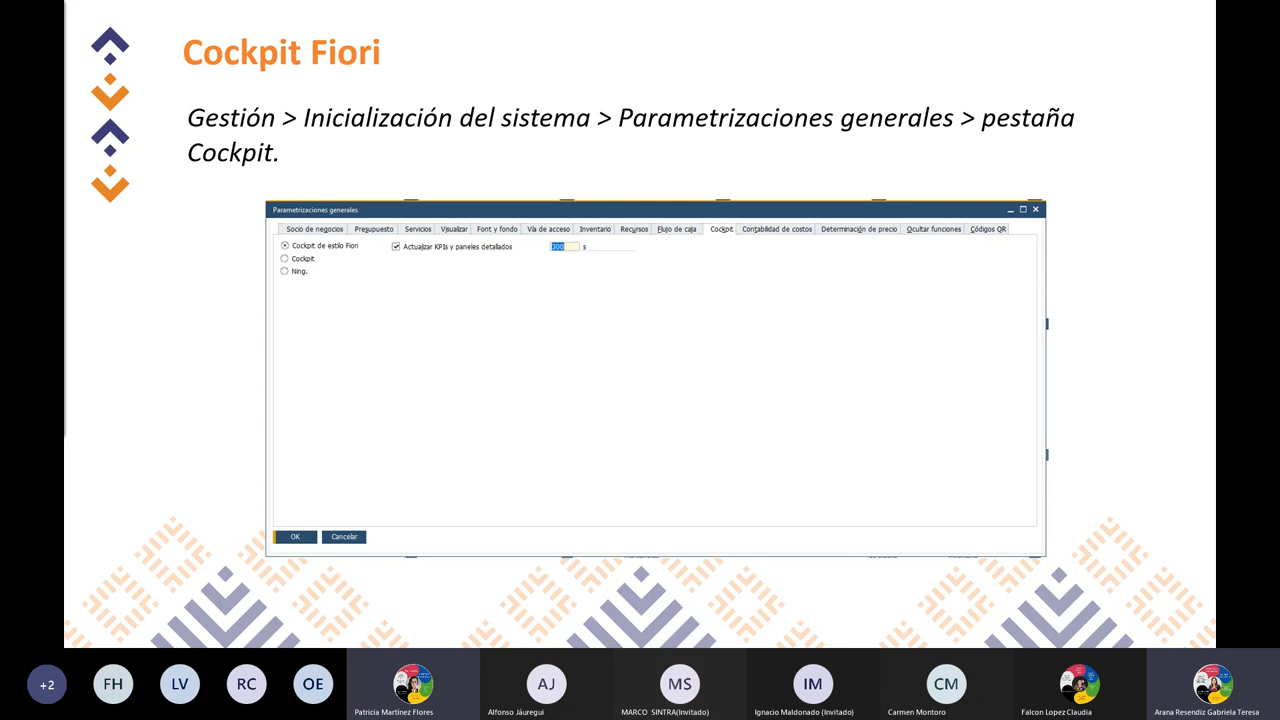 Cockpit Fiori
Gestión > Inicialización del sistema > Parametrizaciones generales > pestaña
Cockpit.
Parametrizaciones generales
Socio de negocios Presupuesto Servicios Visualizar Font y fondo Vía de acceso Inventario Recursos Flujo de caja Cockpit Contabilidad de costos Determinación de precio Ocultar funciones Códigos QR
Cockpit de estilo Fiori Actualizar KPIs y paneles detallados 300 s
Cockpit
Ning.
OK Cancelar
+2 FH LV RC OE AJ MS IM CM
Patricia Martínez Flores Alfonso Jáuregui MARCO SINTRA(Invitado) Ignacio Maldonado (Invitado) Carmen Montoro Falcon Lopez Claudia Arana Resendiz Gabriela Teresa